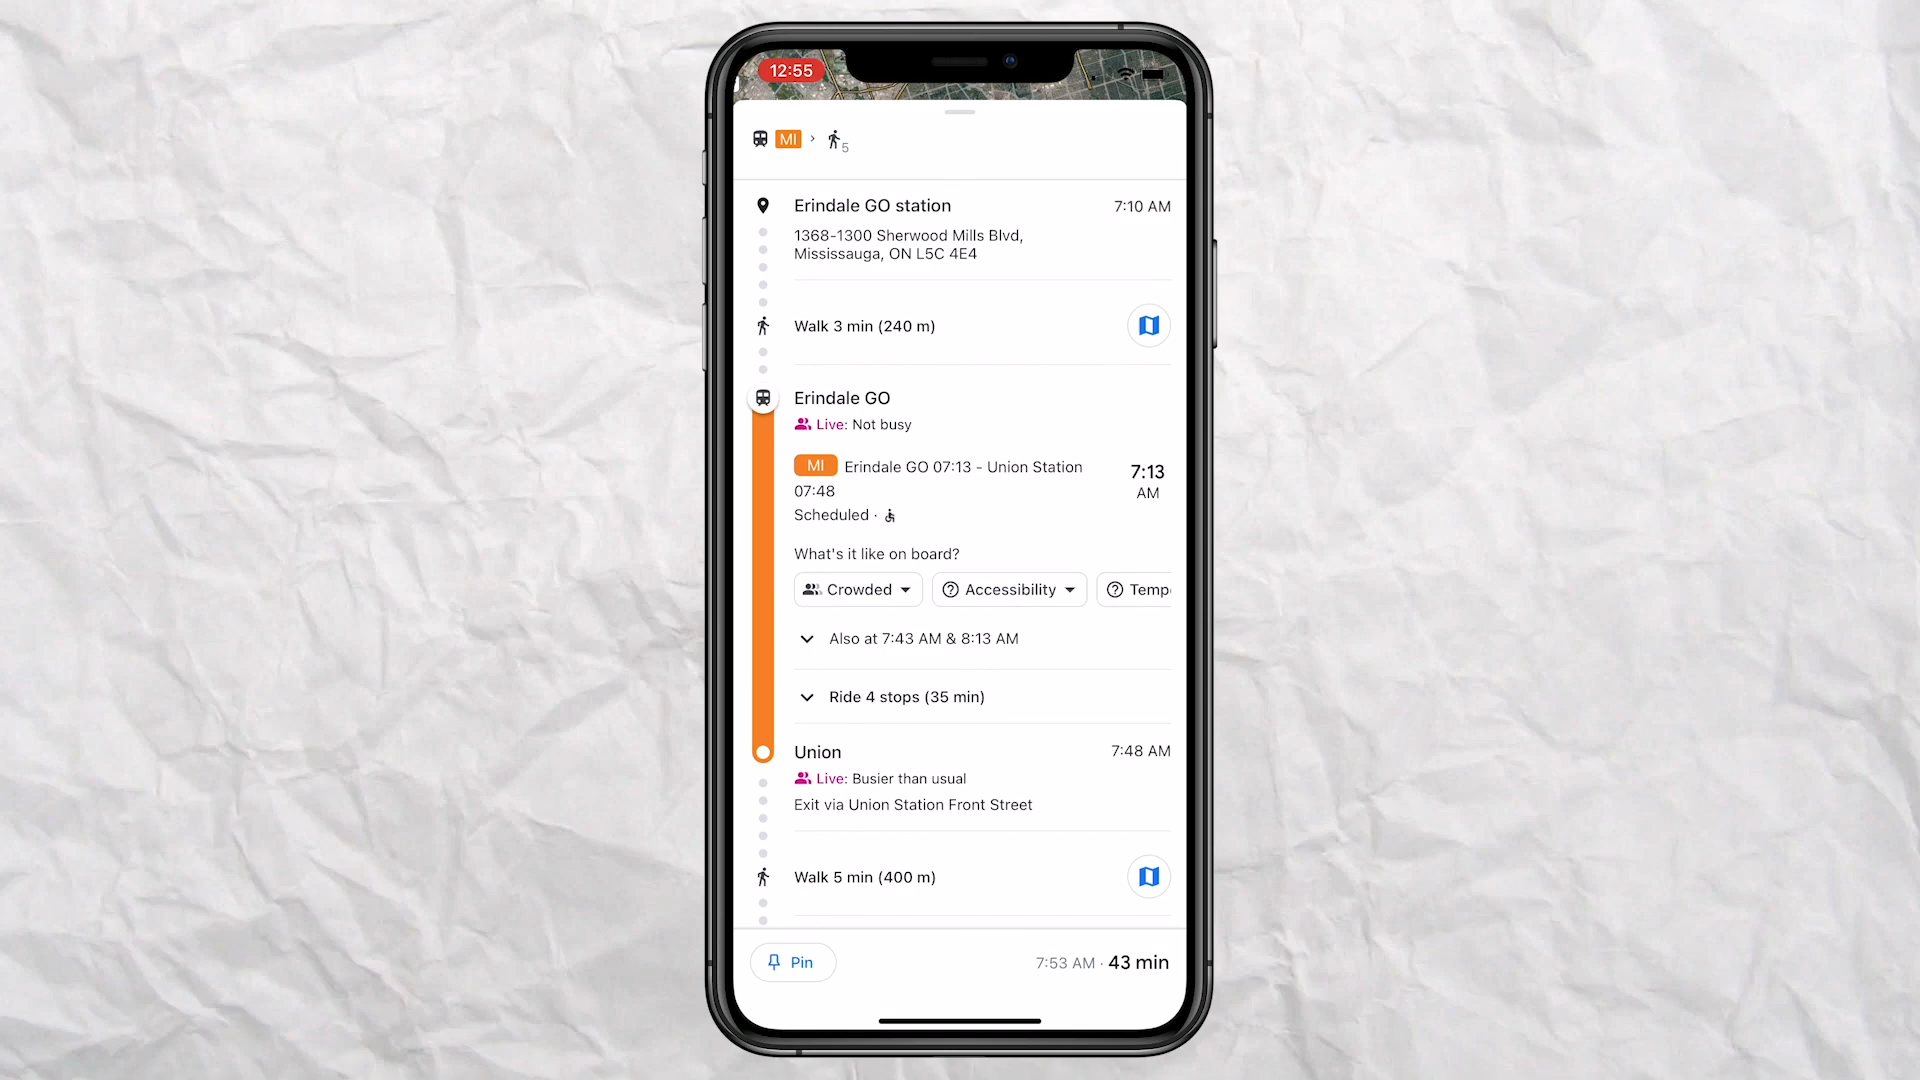 12:55
MI 5
Erindale GO station 7:10 AM
1368-1300 Sherwood Mills Blvd,
Mississauga, ON L5C 4E4
Walk 3 min (240 m)
Erindale GO
Live: Not busy
MI Erindale GO 07:13 - Union Station 7:13
07:48 AM
Scheduled ·
What's it like on board?
Crowded Accessibility Temp
Also at 7:43 AM & 8:13 AM
Ride 4 stops (35 min)
Union 7:48 AM
Live: Busier than usual
Exit via Union Station Front Street
Walk 5 min (400 m)
Pin 7:53 AM · 43 min